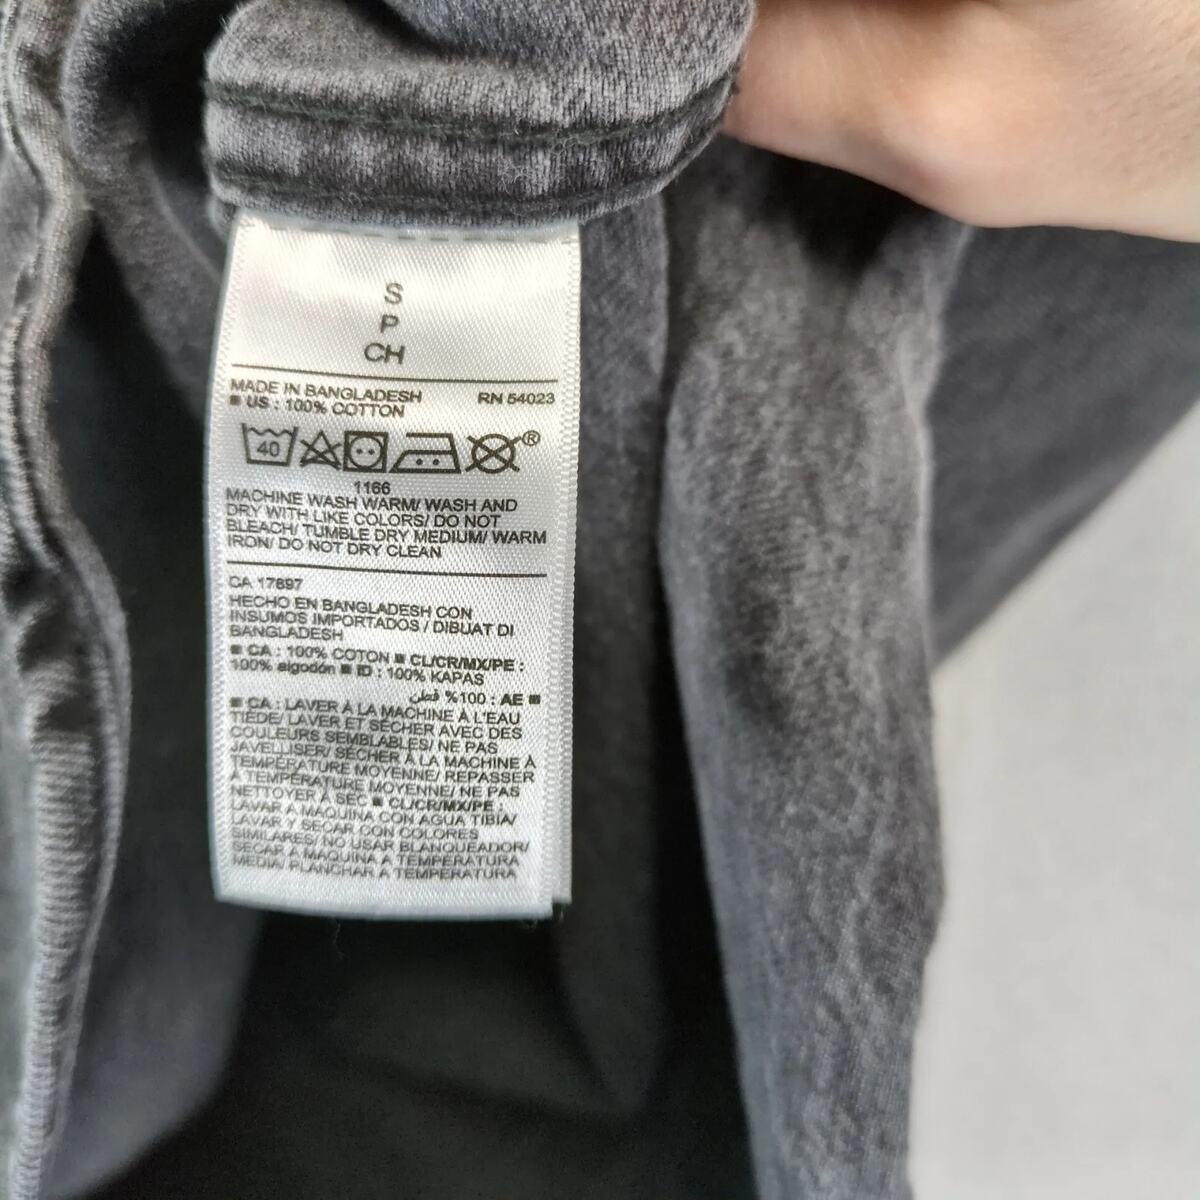 S
P
CH
MADE IN BANGLADESH RN 54023
■ US : 100% COTTON
40 ®
1166
MACHINE WASH WARM/ WASH AND
DRY WITH LIKE COLORS/ DO NOT
BLEACH/ TUMBLE DRY MEDIUM/ WARM
IRON/ DO NOT DRY CLEAN
CA 17897
HECHO EN BANGLADESH CON
INSUMOS IMPORTADOS / DIBUAT DI
BANGLADESH
■ CA : 100% COTON ■ CL/CR/MX/PE :
100% algodón ■ ID : 100% KAPAS
■ AE : 100% قطن
■ CA : LAVER À LA MACHINE À L'EAU
TIÈDE/ LAVER ET SÉCHER AVEC DES
COULEURS SEMBLABLES/ NE PAS
JAVELLISER/ SÉCHER À LA MACHINE À
TEMPÉRATURE MOYENNE/ REPASSER
À TEMPÉRATURE MOYENNE/ NE PAS
NETTOYER À SEC ■ CL/CR/MX/PE :
LAVAR A MAQUINA CON AGUA TIBIA/
LAVAR Y SECAR CON COLORES
SIMILARES/ NO USAR BLANQUEADOR/
SECAR A MAQUINA A TEMPERATURA
MEDIA/ PLANCHAR A TEMPERATURA